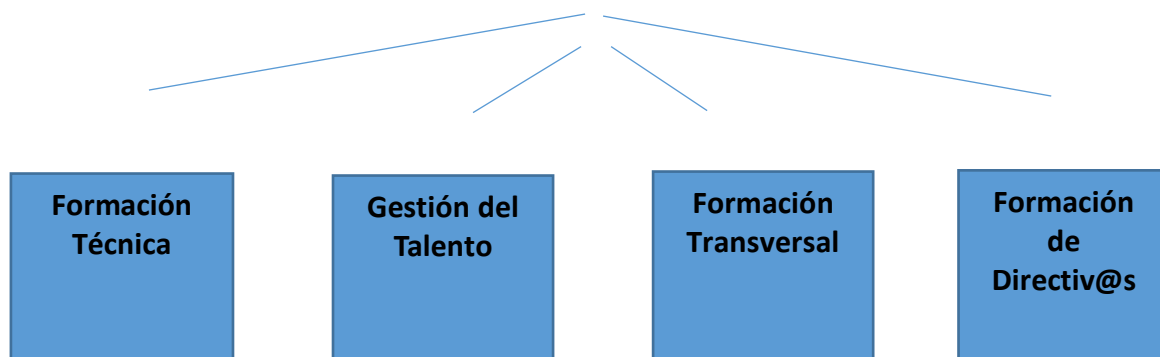 Formación
Técnica
Gestión del
Talento
Formación
Transversal
Formación
de
Directiv@s